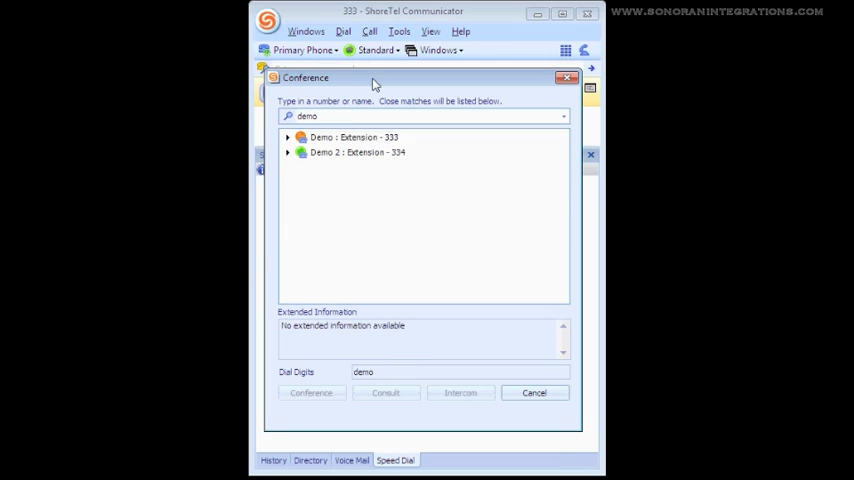 WWW.SONORANINTEGRATIONS.COM
333 - ShoreTel Communicator
Windows Dial Call Tools View Help
Primary Phone Standard Windows
Conference
Type in a number or name. Close matches will be listed below.
demo
Demo : Extension - 333
Demo 2 : Extension - 334
Extended Information
No extended information available
Dial Digits demo
Conference Consult Intercom Cancel
History Directory Voice Mail Speed Dial